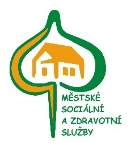 MĚSTSKÉ
SOCIÁLNÍ
A ZDRAVOTNÍ
SLUŽBY